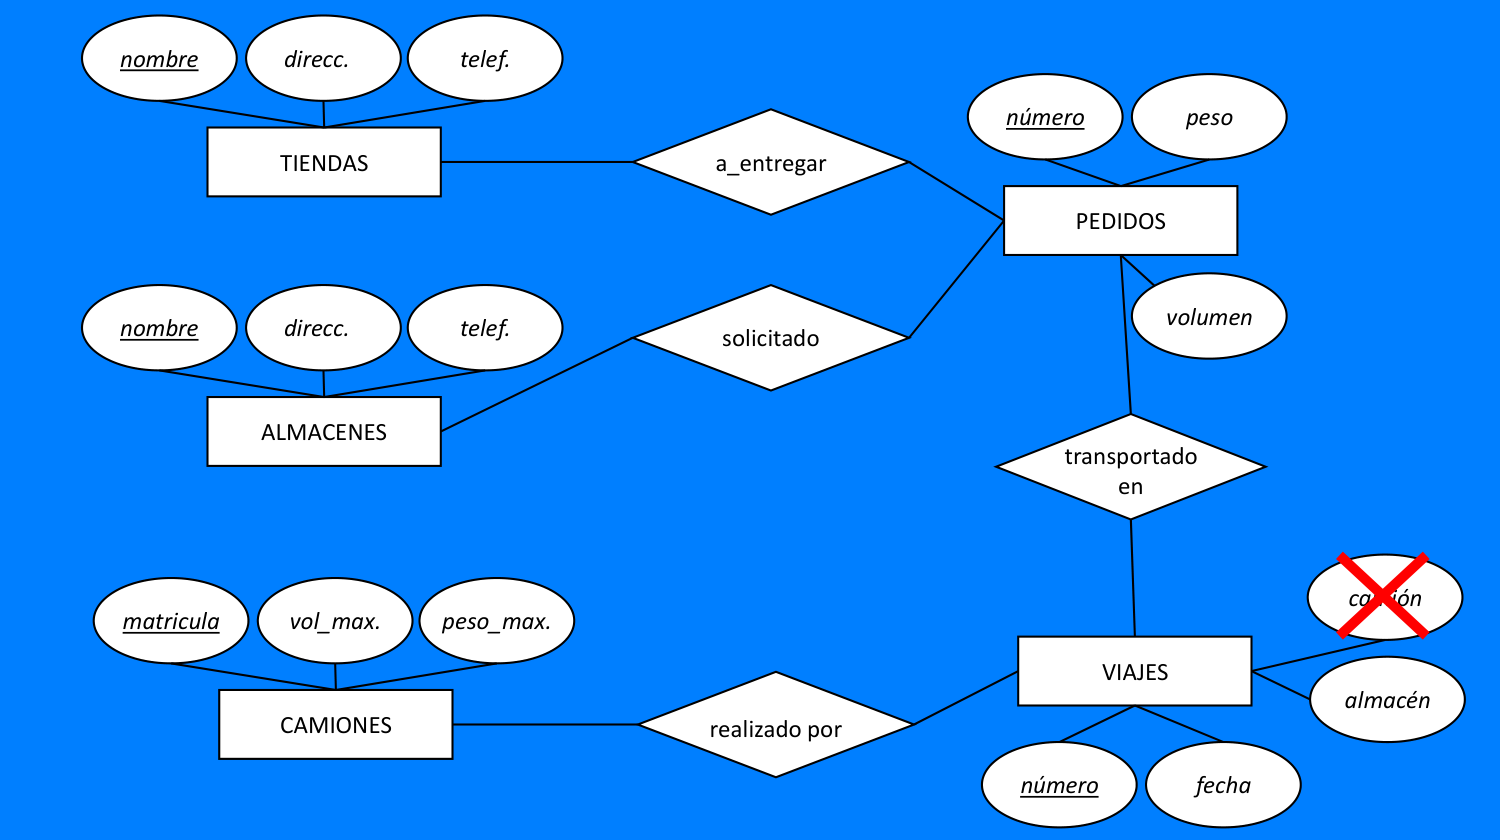 nombre
direcc.
telef.
TIENDAS
a_entregar
número
peso
PEDIDOS
volumen
nombre
direcc.
telef.
ALMACENES
solicitado
transportado
en
matricula
vol_max.
peso_max.
CAMIONES
realizado por
camión
VIAJES
almacén
número
fecha